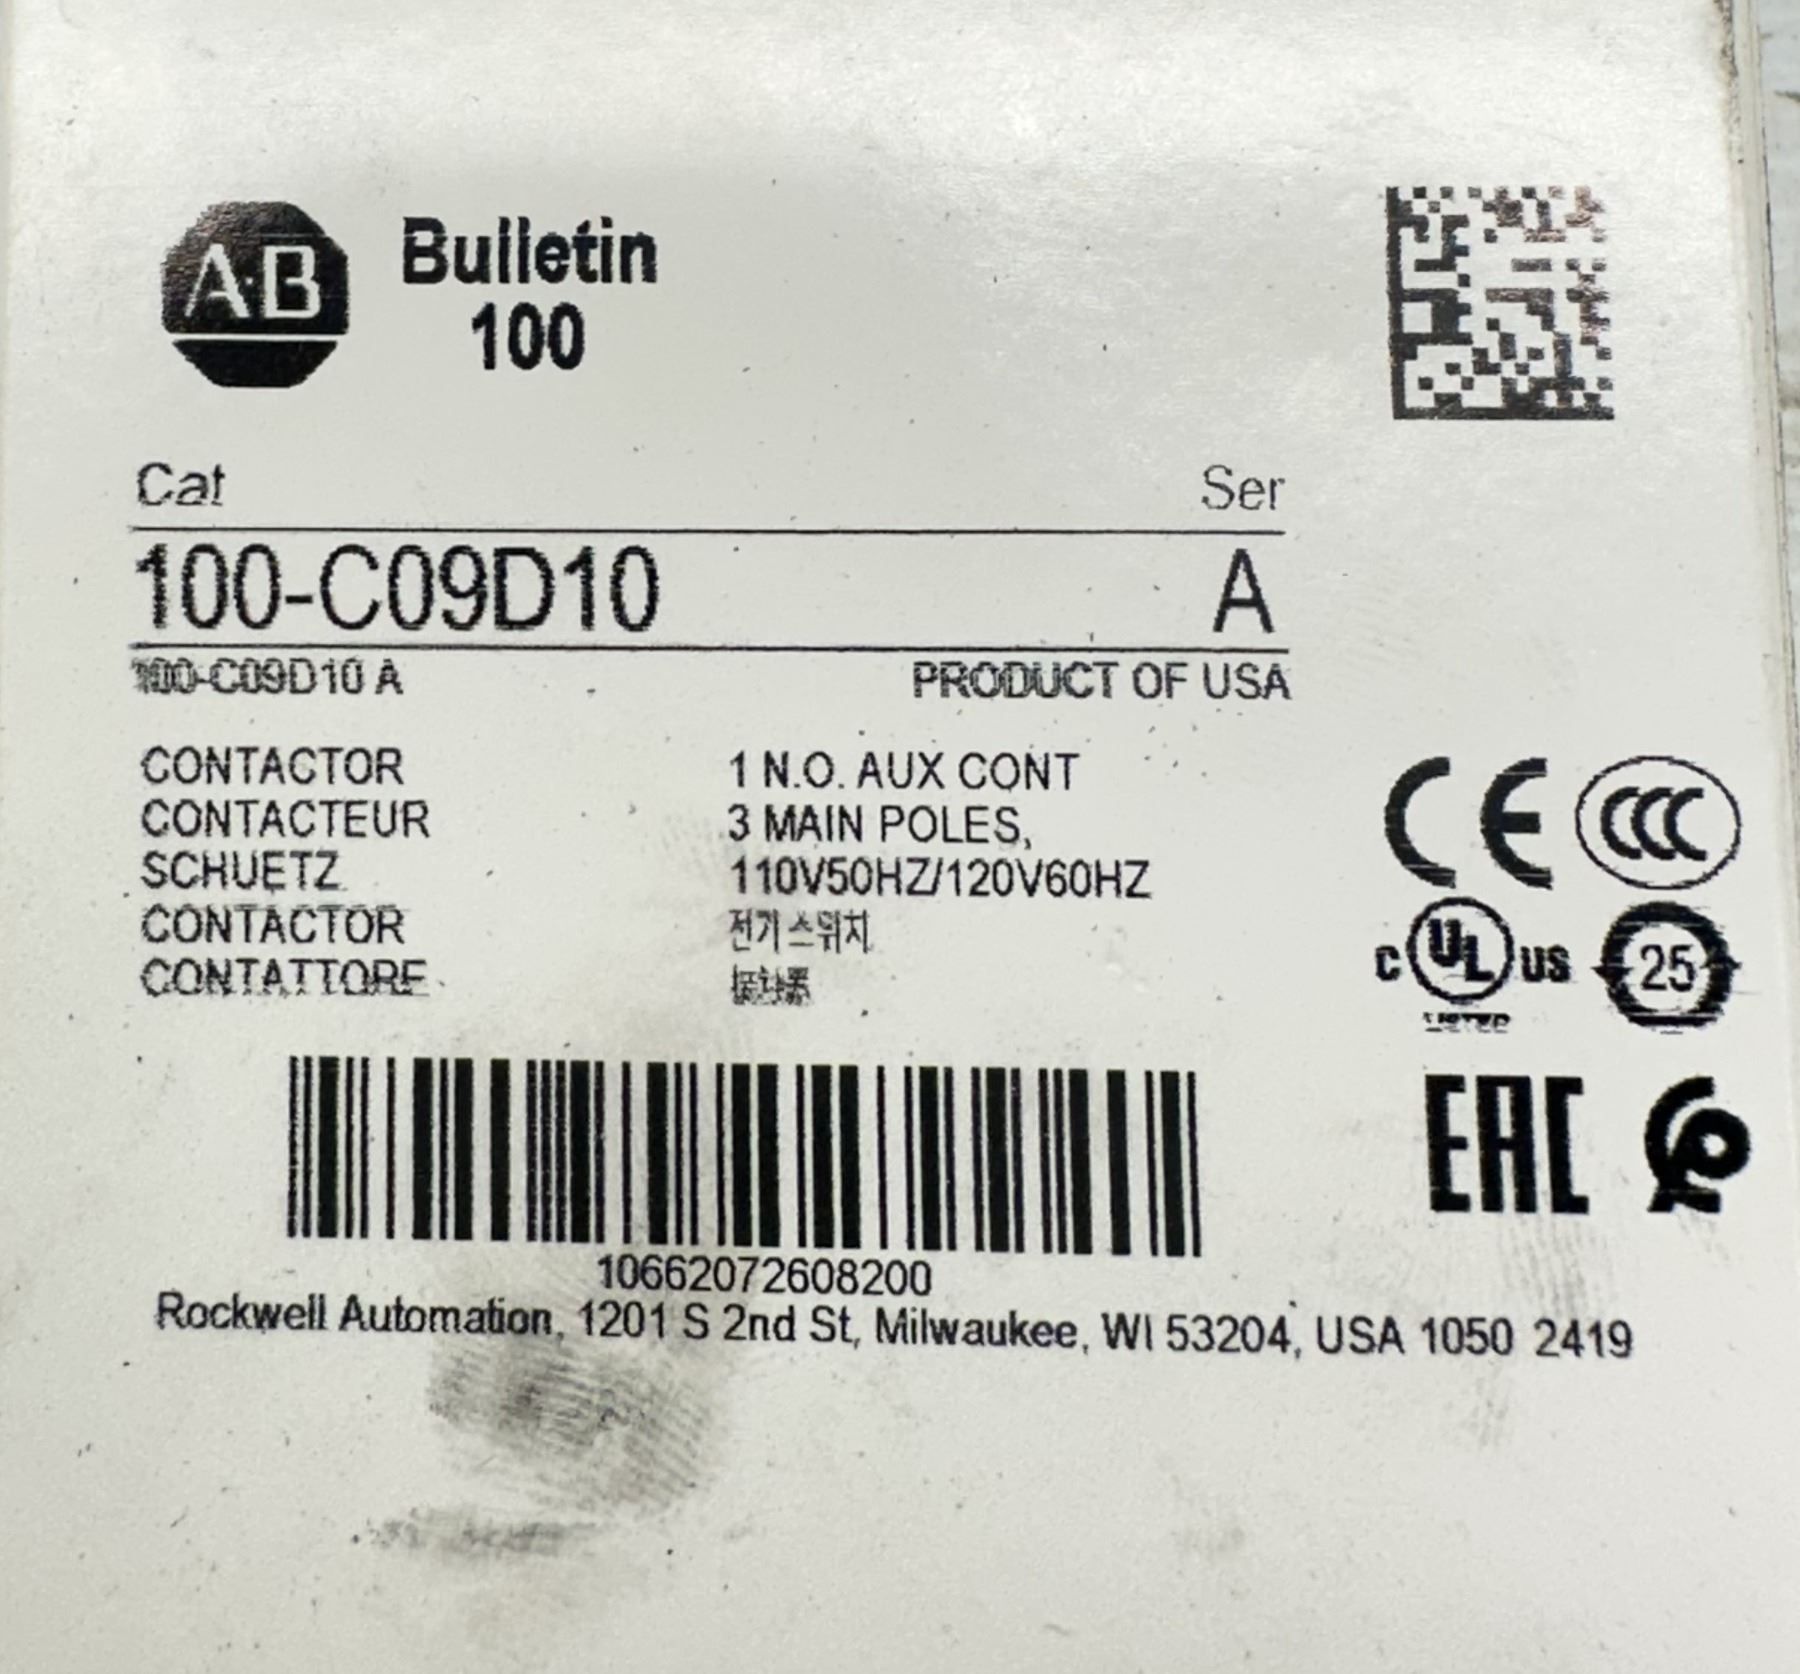 A·B
Bulletin
100
Cat Ser
100-C09D10 A
100-C09D10 A PRODUCT OF USA
CONTACTOR 1 N.O. AUX CONT
CONTACTEUR 3 MAIN POLES,
SCHUETZ 110V50HZ/120V60HZ
CONTACTOR 전기 스위치
CONTATTORE
CE CCC
C UL US 25
LISTED
EAC
10662072608200
Rockwell Automation, 1201 S 2nd St, Milwaukee, WI 53204, USA 1050 2419